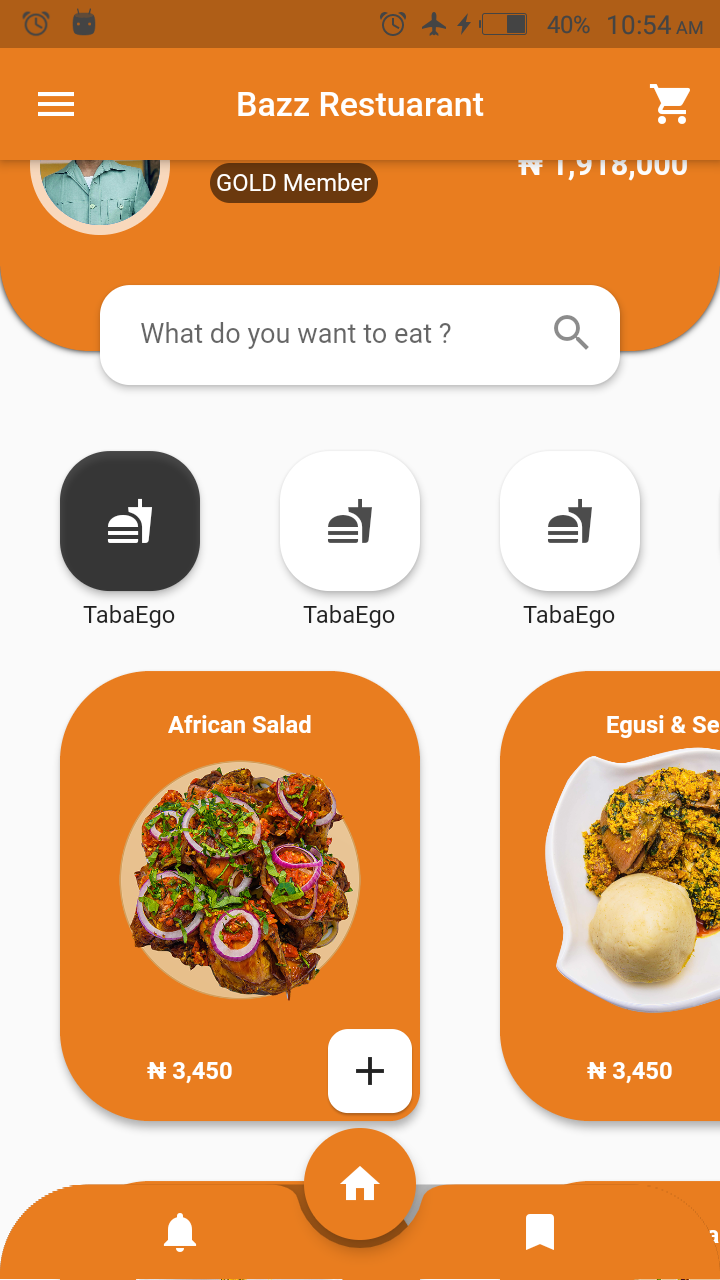 40% 10:54 AM
Bazz Restuarant
₦ 1,918,000
GOLD Member
What do you want to eat ?
TabaEgo TabaEgo TabaEgo
African Salad
Egusi & Se
₦ 3,450
₦ 3,450